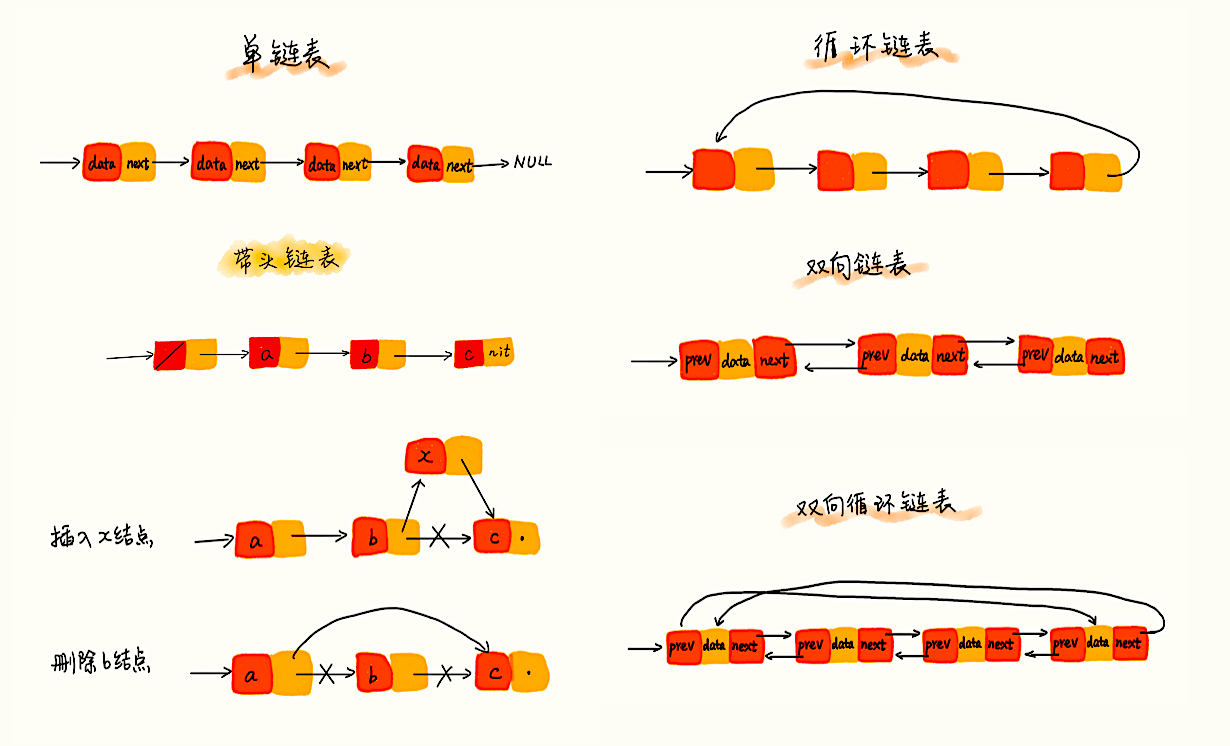 单链表
data next data next data next data next NULL
带头链表
a b c nit
x
插入x结点
a b c
删除b结点
a b c
循环链表
双向链表
prev data next prev data next prev data next
双向循环链表
prev data next prev data next prev data next prev data next